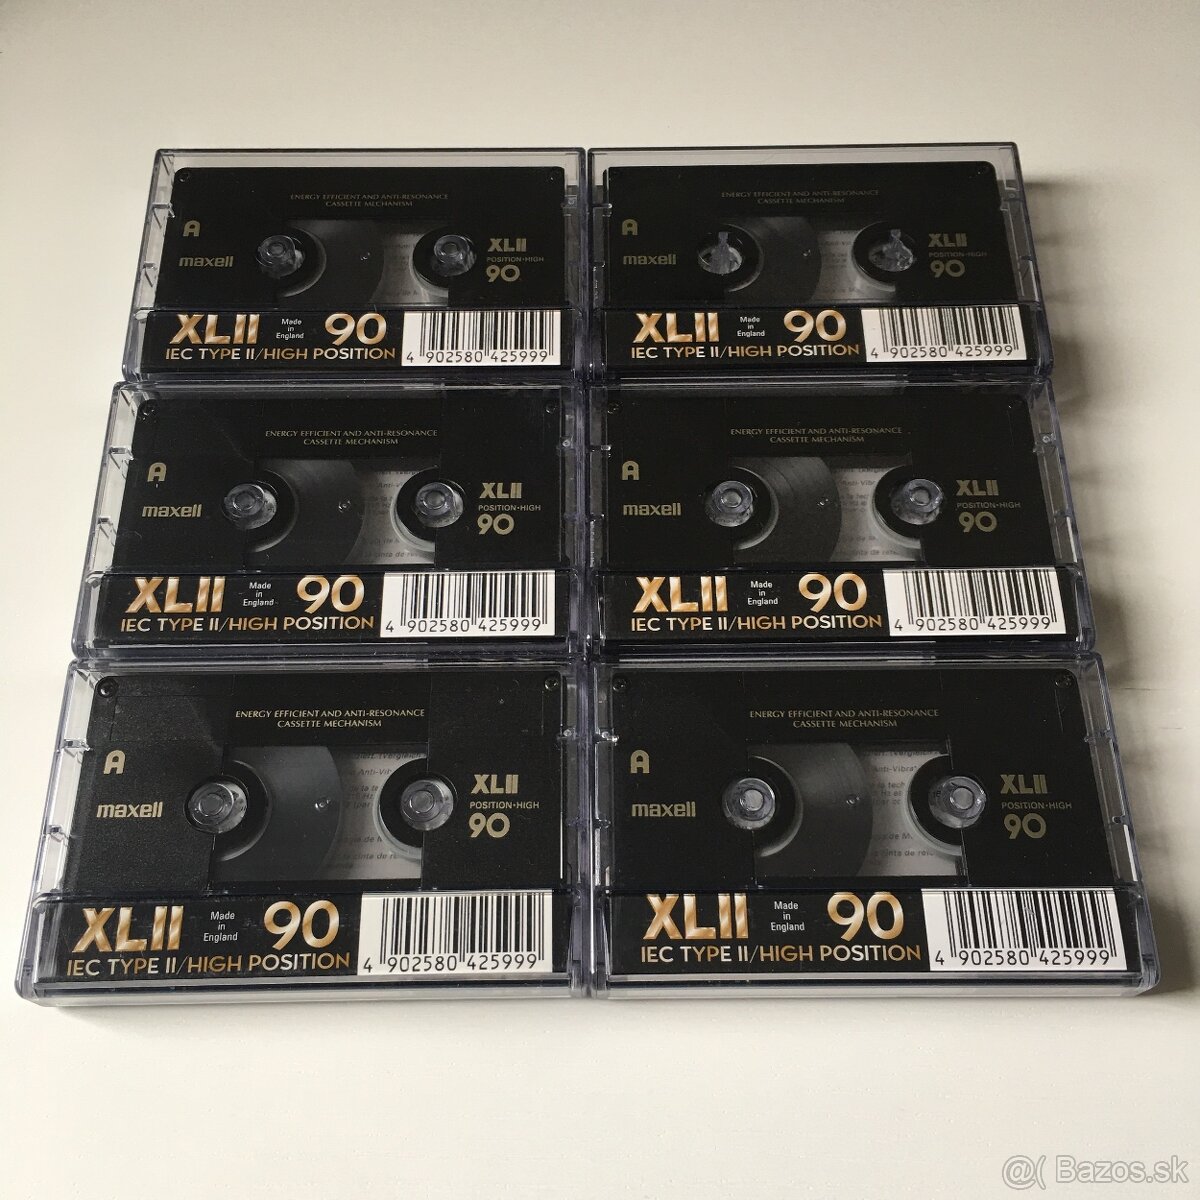 ENERGY EFFICIENT AND ANTI-RESONANCE
CASSETTE MECHANISM
A
maxell
XLII
POSITION•HIGH
90
XLII
Made
in
England
90
IEC TYPE II/HIGH POSITION
4 902580 425999
ENERGY EFFICIENT AND ANTI-RESONANCE
CASSETTE MECHANISM
A
maxell
XLII
POSITION•HIGH
90
XLII
Made
in
England
90
IEC TYPE II/HIGH POSITION
4 902580 425999
ENERGY EFFICIENT AND ANTI-RESONANCE
CASSETTE MECHANISM
A
maxell
XLII
POSITION•HIGH
90
XLII
Made
in
England
90
IEC TYPE II/HIGH POSITION
4 902580 425999
ENERGY EFFICIENT AND ANTI-RESONANCE
CASSETTE MECHANISM
A
maxell
XLII
POSITION•HIGH
90
XLII
Made
in
England
90
IEC TYPE II/HIGH POSITION
4 902580 425999
ENERGY EFFICIENT AND ANTI-RESONANCE
CASSETTE MECHANISM
A
maxell
XLII
POSITION•HIGH
90
XLII
Made
in
England
90
IEC TYPE II/HIGH POSITION
4 902580 425999
ENERGY EFFICIENT AND ANTI-RESONANCE
CASSETTE MECHANISM
A
maxell
XLII
POSITION•HIGH
90
XLII
Made
in
England
90
IEC TYPE II/HIGH POSITION
4 902580 425999
@( Bazos.sk